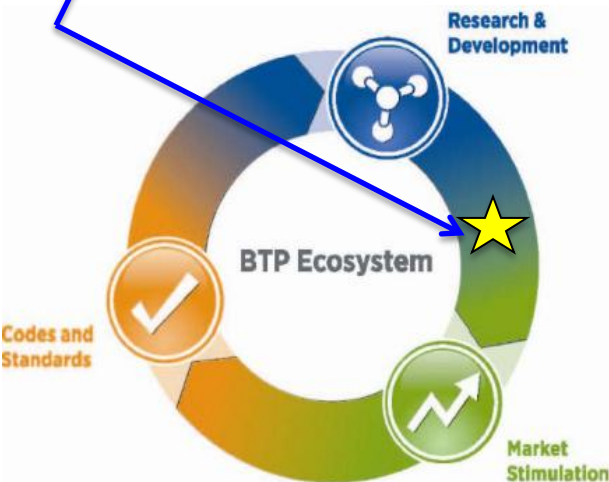 Research &
Development
BTP Ecosystem
Codes and
Standards
Market
Stimulation